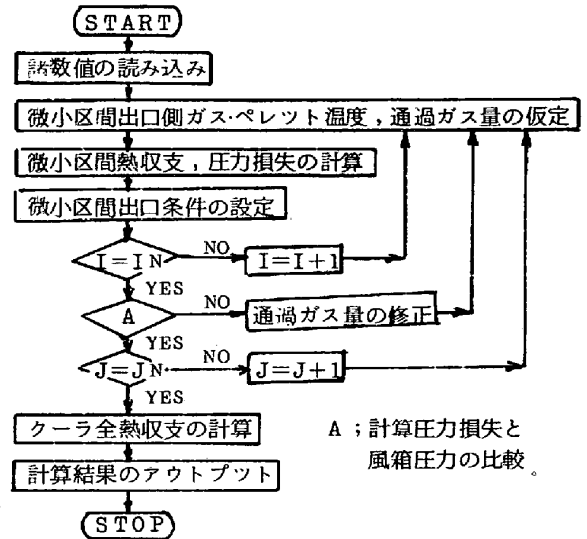 START
諸数値の読み込み
微小区間出口側ガス·ペレット温度,通過ガス量の仮定
微小区間熱収支,圧力損失の計算
微小区間出口条件の設定
I=IN
NO
I=I+1
YES
A
NO
通過ガス量の修正
YES
J=JN
NO
J=J+1
YES
クーラ全熱収支の計算
A;計算圧力損失と
風箱圧力の比較。
計算結果のアウトプット
STOP